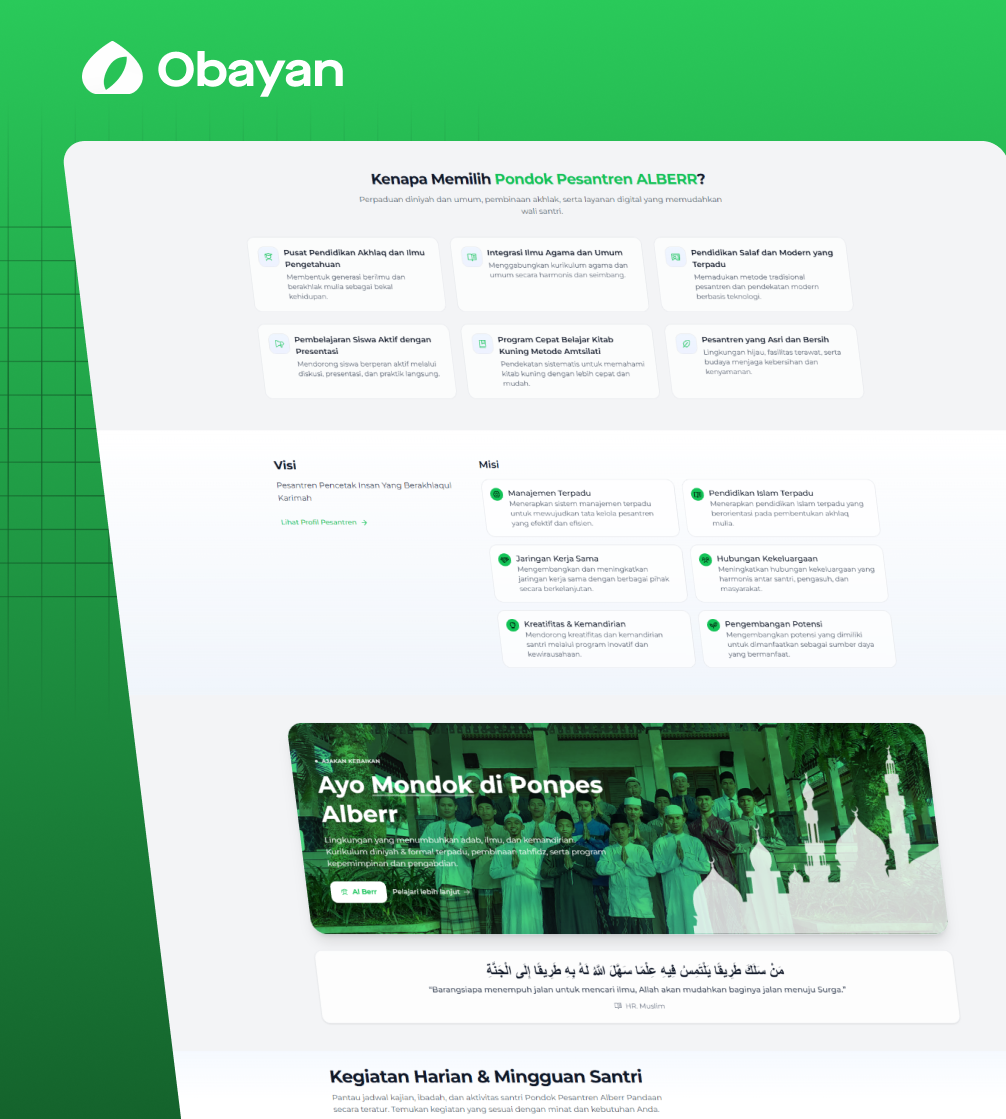 Obayan
Kenapa Memilih Pondok Pesantren ALBERR?
Perpaduan diniyah dan umum, pembinaan akhlak, serta layanan digital yang memudahkan
wali santri.
Pusat Pendidikan Akhlaq dan Ilmu
Pengetahuan
Membentuk generasi berilmu dan
berakhlak mulia sebagai bekal
kehidupan.
Integrasi Ilmu Agama dan Umum
Menggabungkan kurikulum agama dan
umum secara harmonis dan seimbang.
Pendidikan Salaf dan Modern yang
Terpadu
Memadukan metode tradisional
pesantren dan pendekatan modern
berbasis teknologi.
Pembelajaran Siswa Aktif dengan
Presentasi
Mendorong siswa berperan aktif melalui
diskusi, presentasi, dan praktik langsung.
Program Cepat Belajar Kitab
Kuning Metode Amtsilati
Pendekatan sistematis untuk memahami
kitab kuning dengan lebih cepat dan
mudah.
Pesantren yang Asri dan Bersih
Lingkungan hijau, fasilitas terawat, serta
budaya menjaga kebersihan dan
kenyamanan.
Visi
Pesantren Pencetak Insan Yang Berakhlaqul
Karimah
Lihat Profil Pesantren →
Misi
Manajemen Terpadu
Menerapkan sistem manajemen terpadu
untuk mewujudkan tata kelola pesantren
yang efektif dan efisien.
Pendidikan Islam Terpadu
Menerapkan pendidikan islam terpadu yang
berorientasi pada pembentukan akhlaq
mulia.
Jaringan Kerja Sama
Mengembangkan dan meningkatkan
jaringan kerja sama dengan berbagai pihak
secara berkelanjutan.
Hubungan Kekeluargaan
Meningkatkan hubungan kekeluargaan yang
harmonis antar santri, pengasuh, dan
masyarakat.
Kreatifitas & Kemandirian
Mendorong kreatifitas dan kemandirian
santri melalui program inovatif dan
kewirausahaan.
Pengembangan Potensi
Mengembangkan potensi yang dimiliki
untuk dimanfaatkan sebagai sumber daya
yang bermanfaat.
AJAKAN KEBAIKAN
Ayo Mondok di Ponpes
Alberr
Lingkungan yang menumbuhkan adab, ilmu, dan kemandirian.
Kurikulum diniyah & formal terpadu, pembinaan tahfidz, serta program
kepemimpinan dan pengabdian.
Al Berr
Pelajari lebih lanjut →
مَنْ سَلَكَ طَرِيقًا يَلْتَمِسُ فِيهِ عِلْمًا سَهَّلَ اللَّهُ لَهُ بِهِ طَرِيقًا إِلَى الْجَنَّةِ
“Barangsiapa menempuh jalan untuk mencari ilmu, Allah akan mudahkan baginya jalan menuju Surga.”
HR. Muslim
Kegiatan Harian & Mingguan Santri
Pantau jadwal kajian, ibadah, dan aktivitas santri Pondok Pesantren Alberr Pandaan
secara teratur. Temukan kegiatan yang sesuai dengan minat dan kebutuhan Anda.